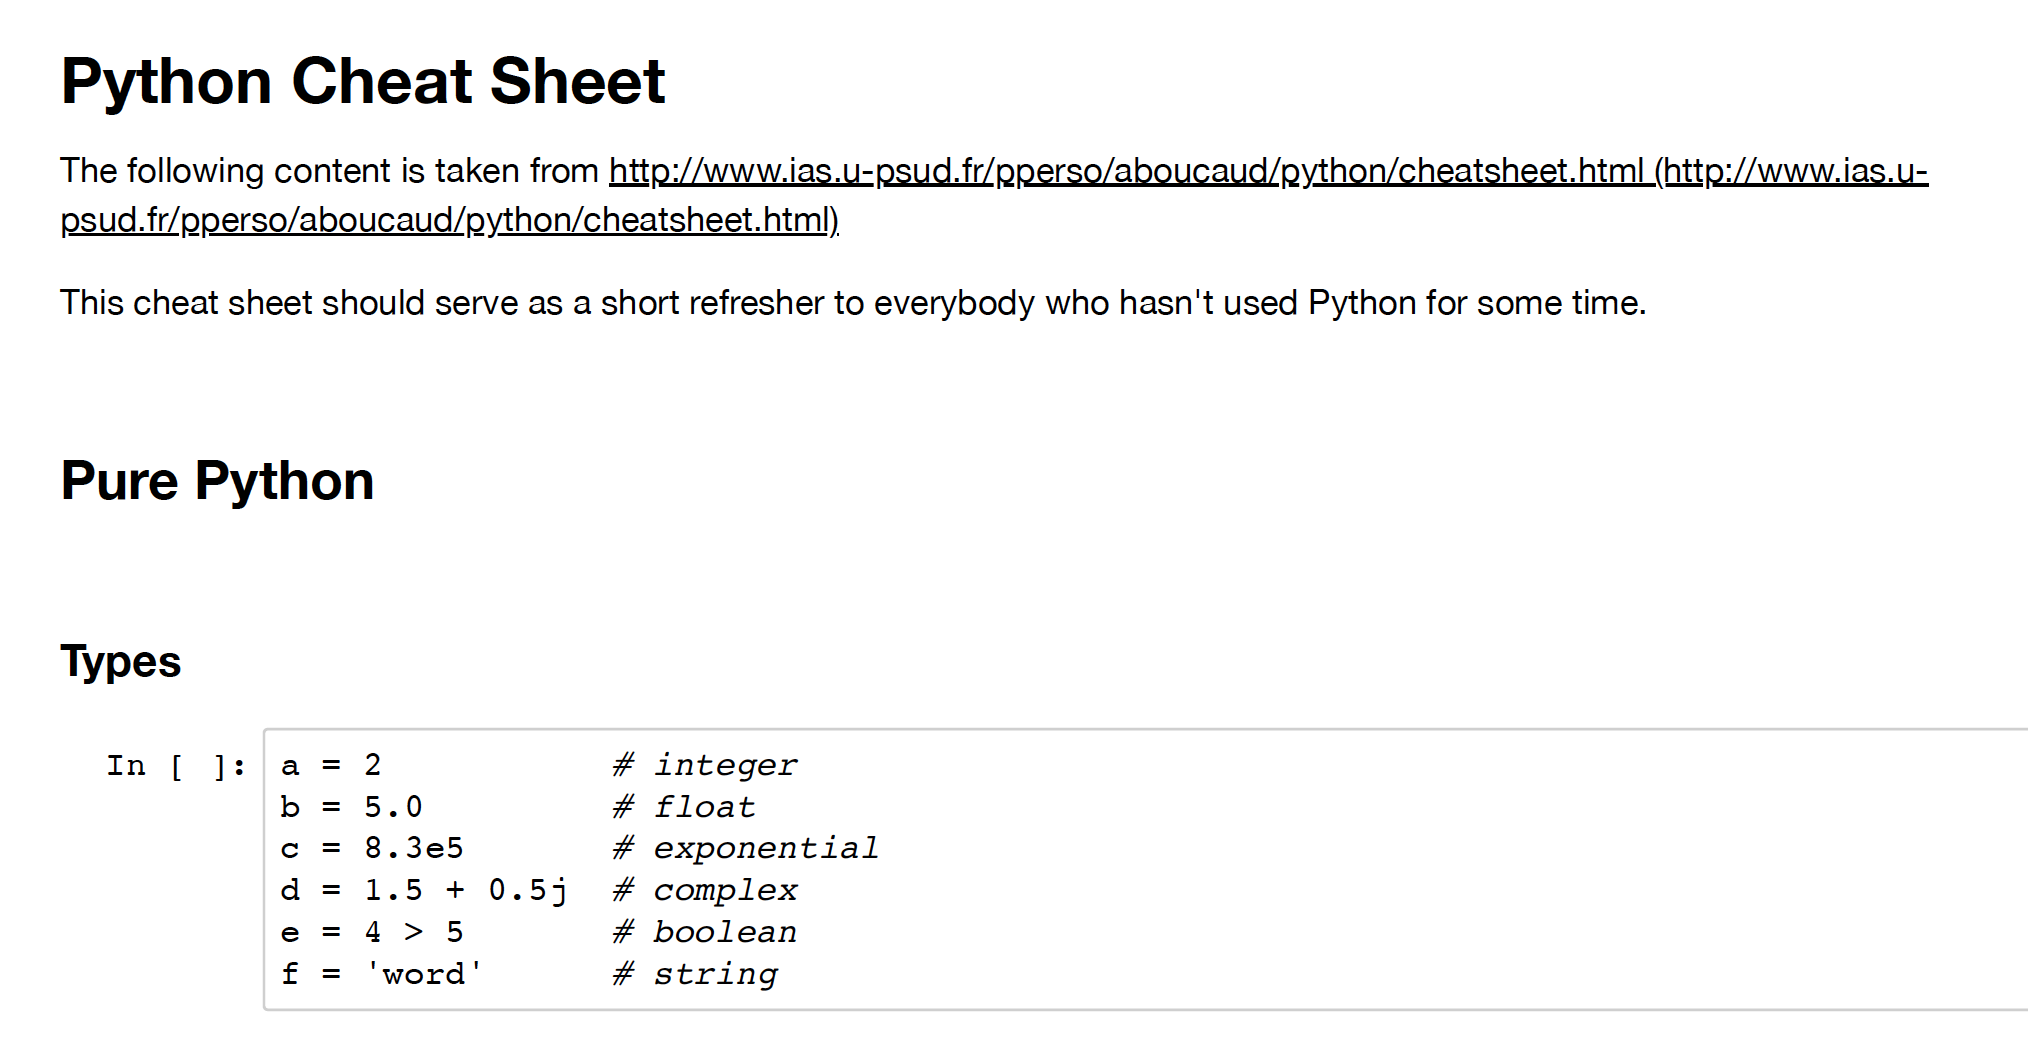 Python Cheat Sheet
The following content is taken from http://www.ias.u-psud.fr/pperso/aboucaud/python/cheatsheet.html (http://www.ias.u-
psud.fr/pperso/aboucaud/python/cheatsheet.html)
This cheat sheet should serve as a short refresher to everybody who hasn't used Python for some time.
Pure Python
Types
In [ ]: a = 2           # integer
b = 5.0         # float
c = 8.3e5       # exponential
d = 1.5 + 0.5j  # complex
e = 4 > 5       # boolean
f = 'word'      # string